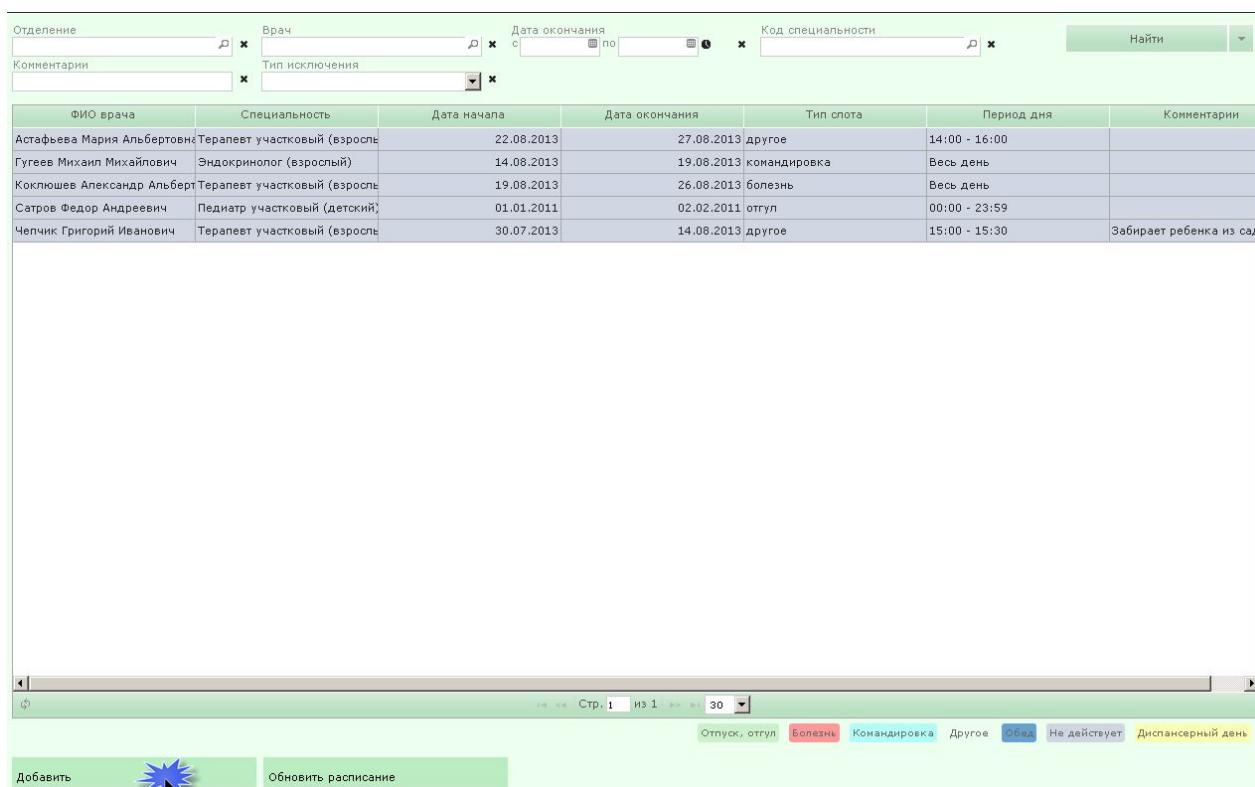 Отделение Врач Дата окончания Код специальности
с по Найти
Комментарии Тип исключения
ФИО врача Специальность Дата начала Дата окончания Тип слота Период дня Комментарии
Астафьева Мария Альбертовна Терапевт участковый (взросль 22.08.2013 27.08.2013 другое 14:00 - 16:00
Гугеев Михаил Михайлович Эндокринолог (взрослый) 14.08.2013 19.08.2013 командировка Весь день
Коклюшев Александр Альберт Терапевт участковый (взросль 19.08.2013 26.08.2013 болезнь Весь день
Сатров Федор Андреевич Педиатр участковый (детский) 01.01.2011 02.02.2011 отгул 00:00 - 23:59
Чепчик Григорий Иванович Терапевт участковый (взросль 30.07.2013 14.08.2013 другое 15:00 - 15:30 Забирает ребенка из сад
Стр. 1 из 1 30
Отпуск, отгул Болезнь Командировка Другое Обед Не действует Диспансерный день
Добавить Обновить расписание